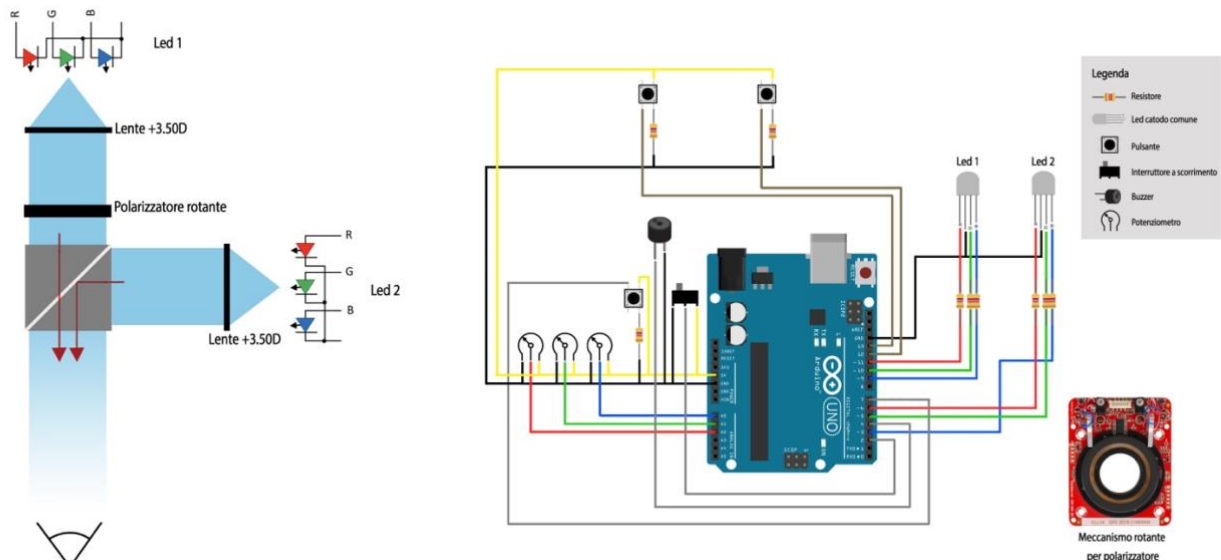 R
G
B
Led 1
Lente +3.50D
Polarizzatore rotante
R
G
B
Led 2
Lente +3.50D
Legenda
Resistore
Led catodo comune
Pulsante
Interruttore a scorrimento
Buzzer
Potenziometro
Led 1
Led 2
RESET
Arduino
UNO
Meccanismo rotante
per polarizzatore